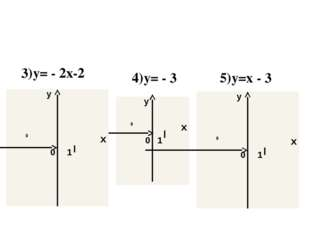 3)y= - 2x-2
4)y= - 3
5)y=x - 3
y
x
0 1
y
x
0 1
y
x
0 1